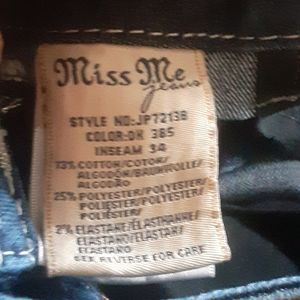 Miss Me
jeans
STYLE NO:JP7213B
COLOR:DK 385
INSEAM 34
73% COTTON/COTON/
ALGODÓN/BAUMWOLLE/
ALGODÃO
25% POLYESTER/POLYESTER/
POLIÉSTER/POLYESTER/
POLIÉSTER/
2% ELASTANE/ELASTHANNE/
ELASTANO/ELASTAN/
ELASTANO
SEE REVERSE FOR CARE